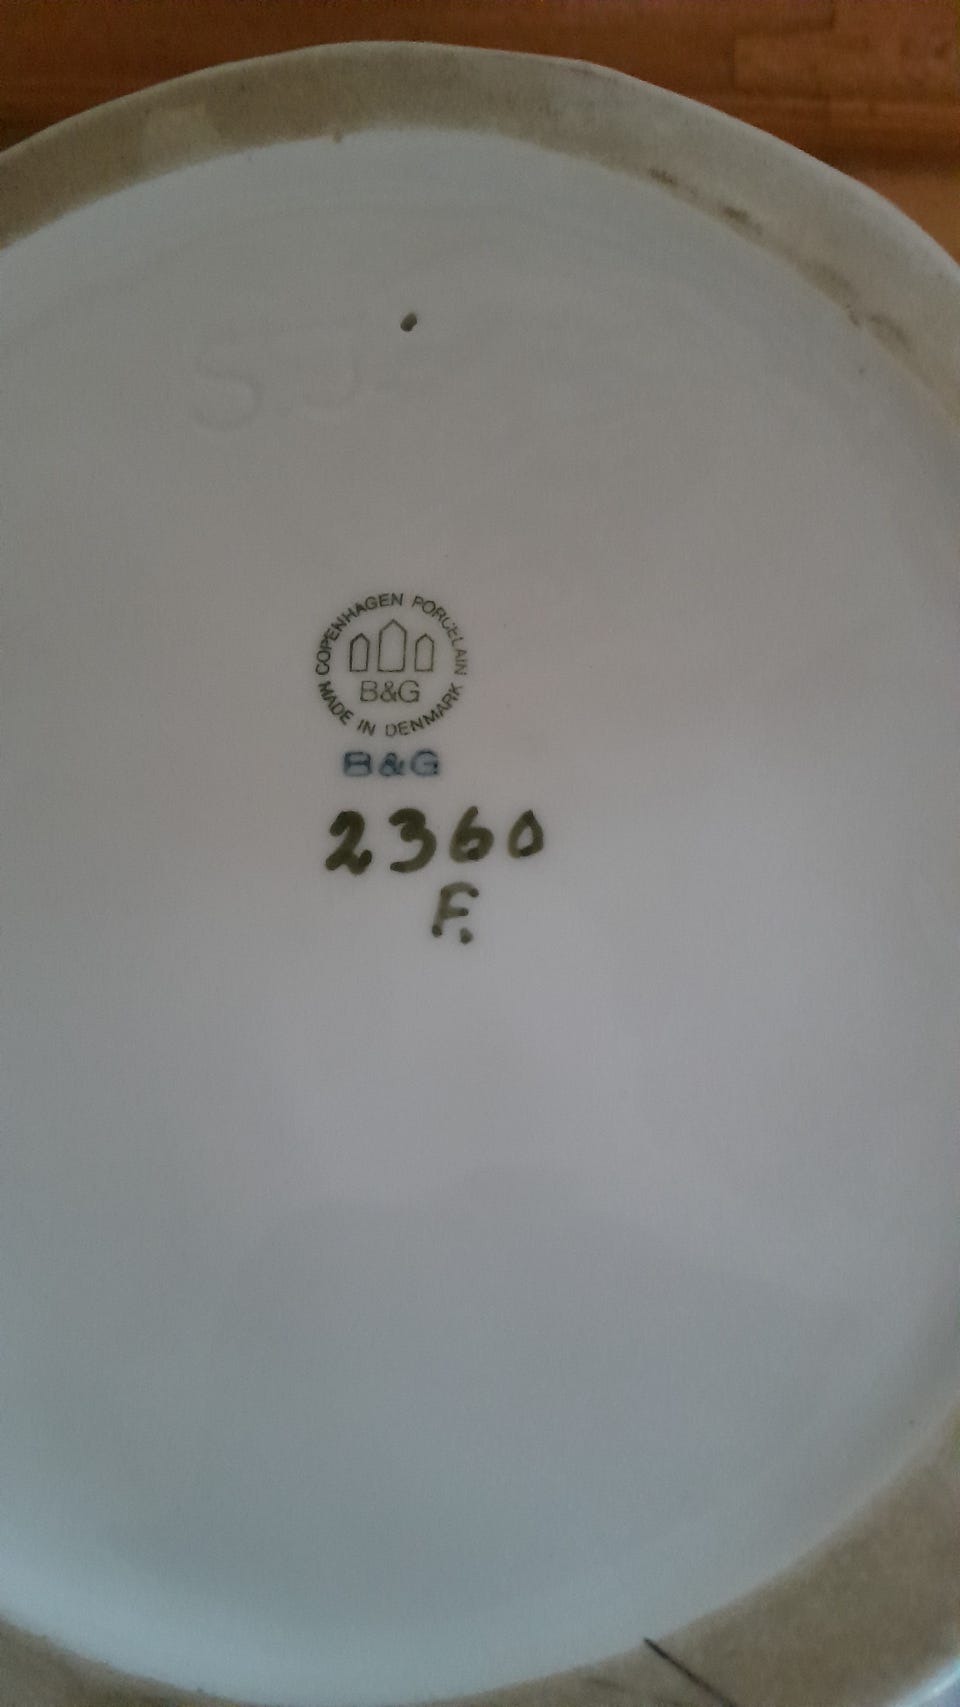 COPENHAGEN PORCELAIN
B&G
MADE IN DENMARK
B&G
2360
F.